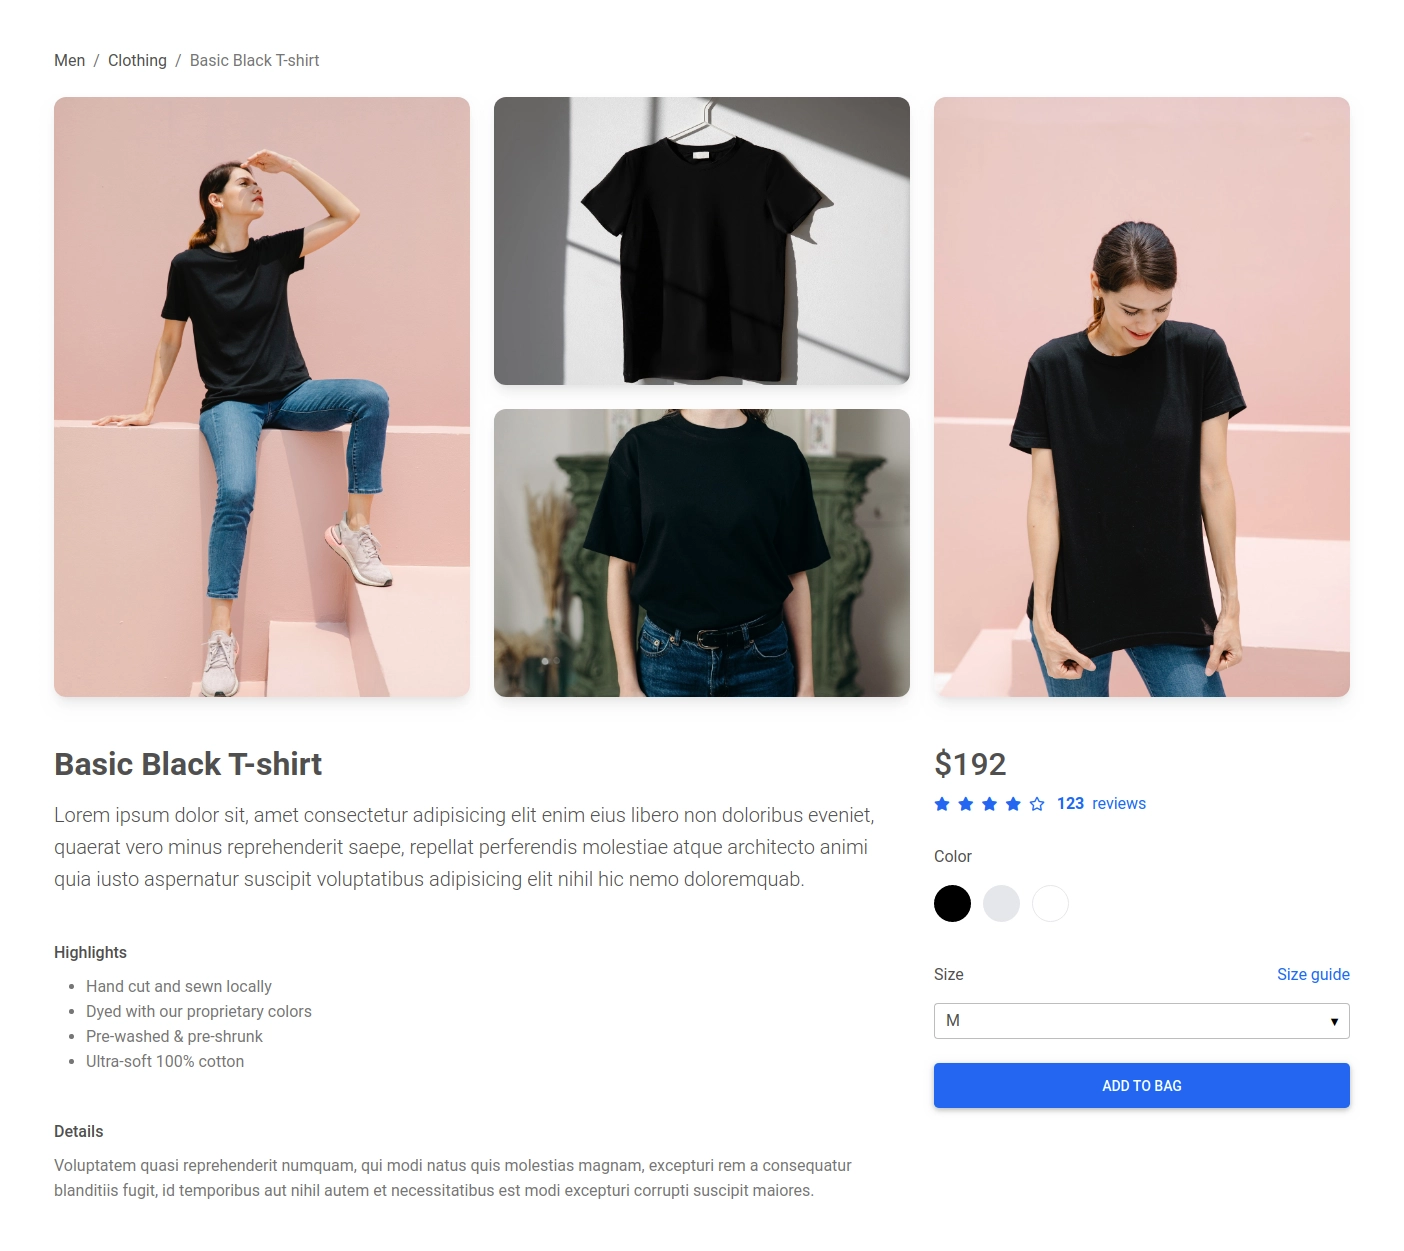 Men / Clothing / Basic Black T-shirt
Basic Black T-shirt
Lorem ipsum dolor sit, amet consectetur adipisicing elit enim eius libero non doloribus eveniet,
quaerat vero minus reprehenderit saepe, repellat perferendis molestiae atque architecto animi
quia iusto aspernatur suscipit voluptatibus adipisicing elit nihil hic nemo doloremquab.
Highlights
Hand cut and sewn locally
Dyed with our proprietary colors
Pre-washed & pre-shrunk
Ultra-soft 100% cotton
Details
Voluptatem quasi reprehenderit numquam, qui modi natus quis molestias magnam, excepturi rem a consequatur
blanditiis fugit, id temporibus aut nihil autem et necessitatibus est modi excepturi corrupti suscipit maiores.
$192
123 reviews
Color
Size Size guide
M
ADD TO BAG